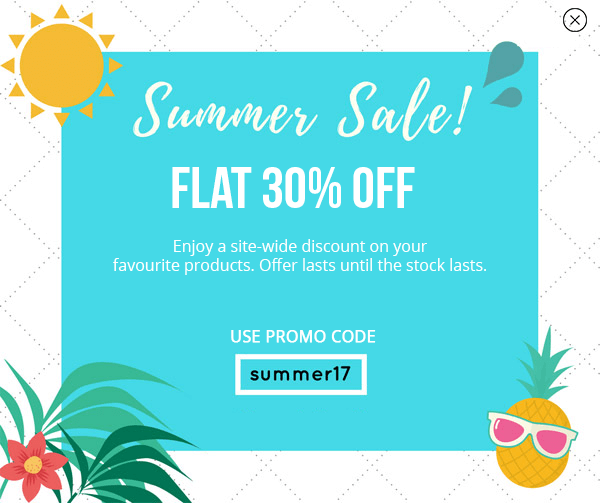 Summer Sale!
FLAT 30% OFF
Enjoy a site-wide discount on your
favourite products. Offer lasts until the stock lasts.
USE PROMO CODE
summer17